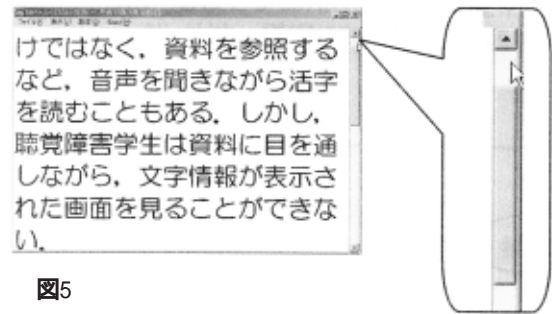 けではなく，資料を参照する
など，音声を聞きながら活字
を読むこともある．しかし，
聴覚障害学生は資料に目を通
しながら，文字情報が表示さ
れた画面を見ることができな
い．
図5